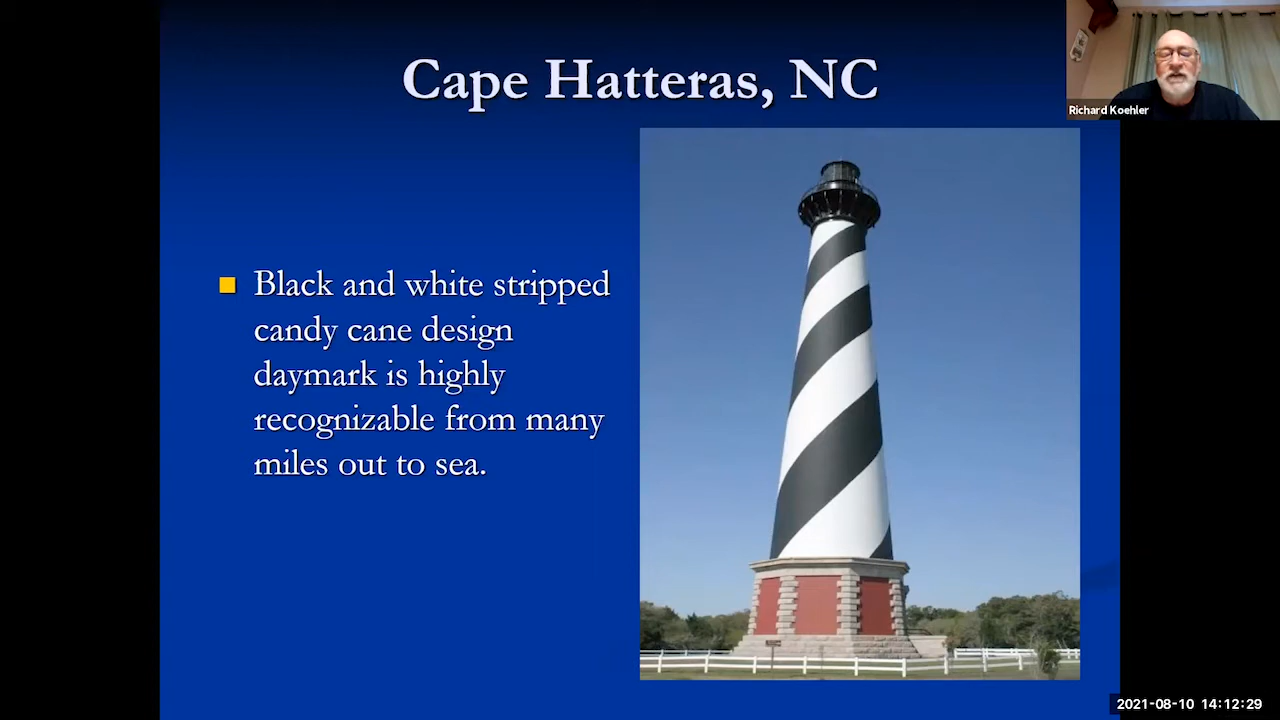 Cape Hatteras, NC
Richard Koehler
Black and white stripped
candy cane design
daymark is highly
recognizable from many
miles out to sea.
2021-08-10 14:12:29